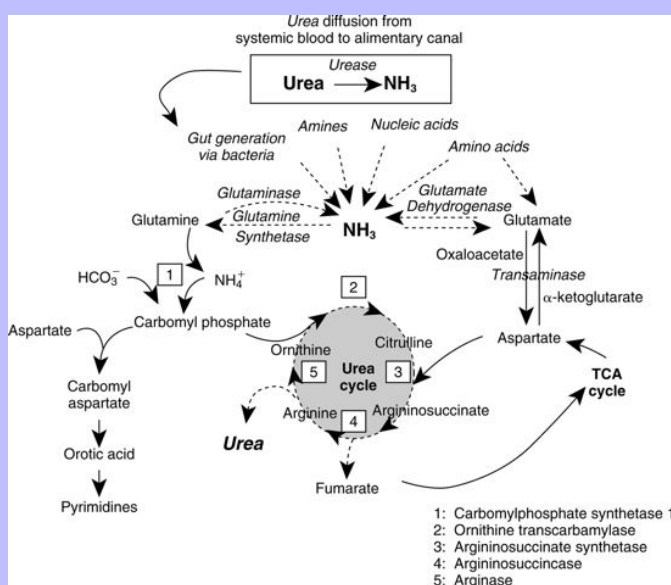 Urea diffusion from
systemic blood to alimentary canal
Urease
Urea NH₃
Gut generation
via bacteria
Amines
Nucleic acids
Amino acids
Glutaminase
Glutamine
Glutamine
Synthetase
NH₃
Glutamate
Dehydrogenase
Glutamate
Oxaloacetate
Transaminase
α-ketoglutarate
HCO₃⁻
1
NH₄⁺
2
Aspartate
Carbomyl phosphate
Ornithine
Citrulline
Aspartate
Urea
cycle
5
3
TCA
cycle
Carbomyl
aspartate
Arginine
Argininosuccinate
4
Urea
Orotic acid
Fumarate
Pyrimidines
1: Carbomylphosphate synthetase 1
2: Ornithine transcarbamylase
3: Argininosuccinate synthetase
4: Argininosuccincase
5: Arginase